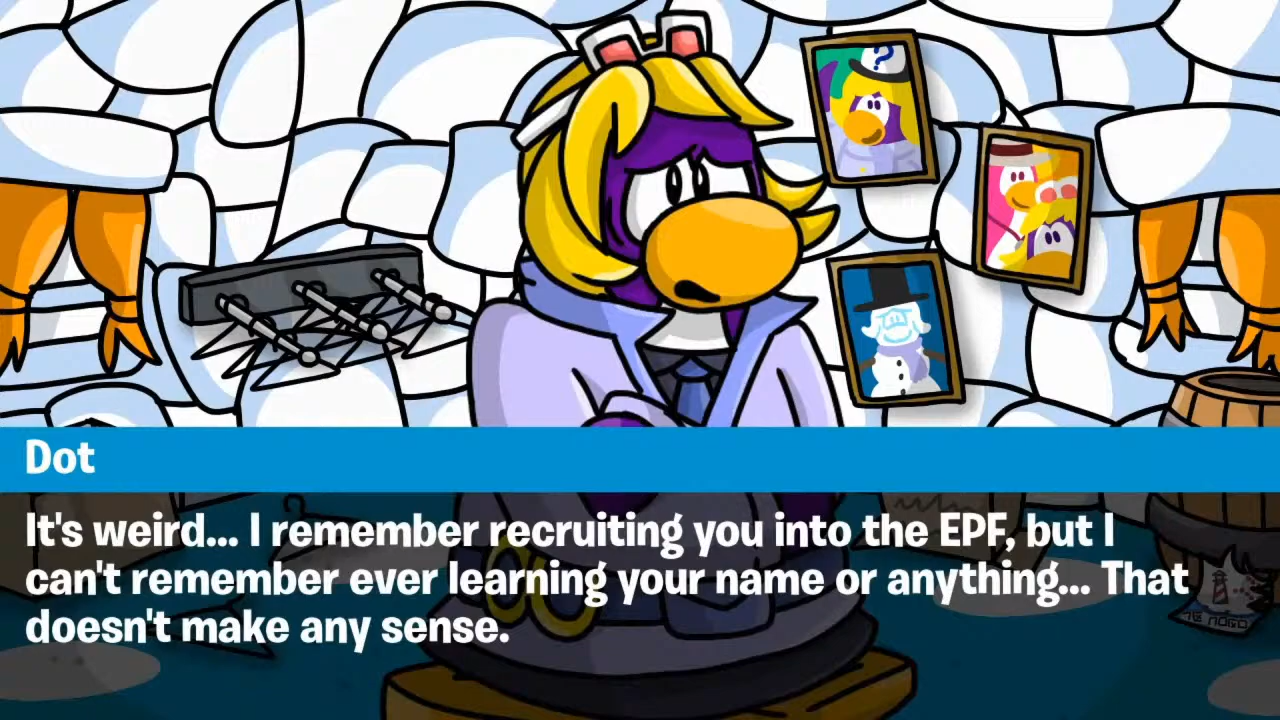 ?
Dot
It's weird... I remember recruiting you into the EPF, but I
can't remember ever learning your name or anything... That
doesn't make any sense.